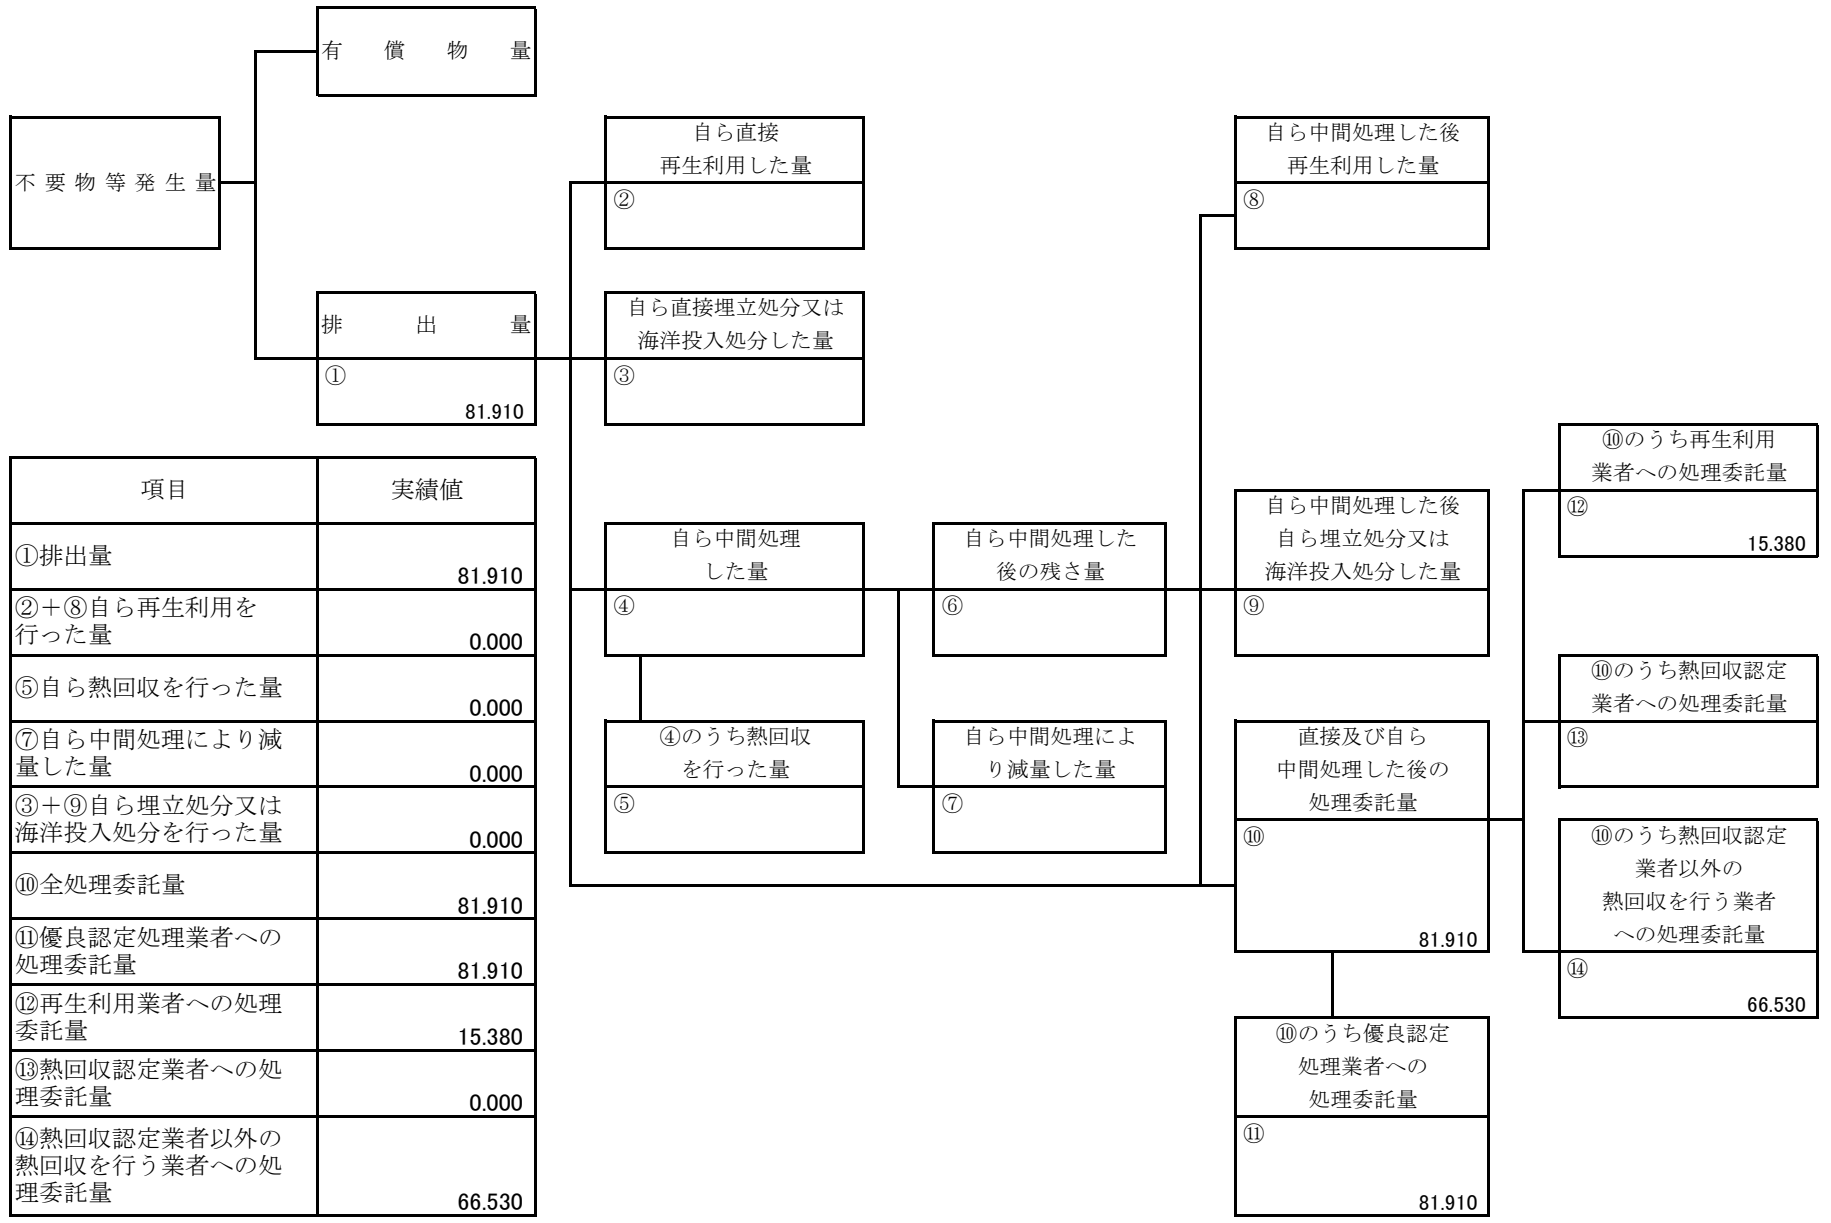 有償物量
不要物等発生量
自ら直接
再生利用した量
②
自ら中間処理した後
再生利用した量
⑧
排出量
①
81.910
自ら直接埋立処分又は
海洋投入処分した量
③
⑩のうち再生利用
業者への処理委託量
⑫
15.380
自ら中間処理
した量
④
自ら中間処理した
後の残さ量
⑥
自ら中間処理した後
自ら埋立処分又は
海洋投入処分した量
⑨
⑩のうち熱回収認定
業者への処理委託量
⑬
④のうち熱回収
を行った量
⑤
自ら中間処理によ
り減量した量
⑦
直接及び自ら
中間処理した後の
処理委託量
⑩
81.910
⑩のうち熱回収認定
業者以外の
熱回収を行う業者
への処理委託量
⑭
66.530
⑩のうち優良認定
処理業者への
処理委託量
⑪
81.910
項目
実績値
①排出量
81.910
②＋⑧自ら再生利用を
行った量
0.000
⑤自ら熱回収を行った量
0.000
⑦自ら中間処理により減
量した量
0.000
③＋⑨自ら埋立処分又は
海洋投入処分を行った量
0.000
⑩全処理委託量
81.910
⑪優良認定処理業者への
処理委託量
81.910
⑫再生利用業者への処理
委託量
15.380
⑬熱回収認定業者への処
理委託量
0.000
⑭熱回収認定業者以外の
熱回収を行う業者への処
理委託量
66.530